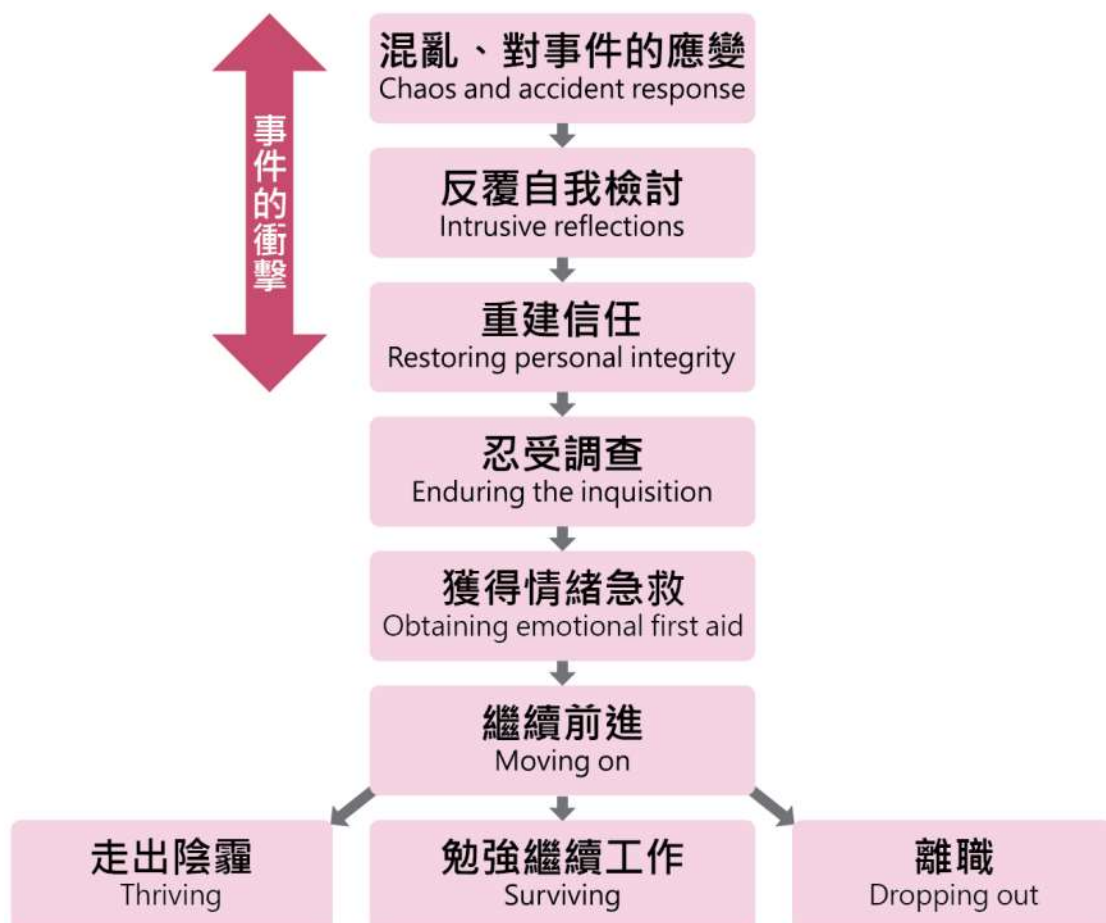 混亂、對事件的應變
Chaos and accident response
事件的衝擊
反覆自我檢討
Intrusive reflections
重建信任
Restoring personal integrity
忍受調查
Enduring the inquisition
獲得情緒急救
Obtaining emotional first aid
繼續前進
Moving on
走出陰霾
Thriving
勉強繼續工作
Surviving
離職
Dropping out